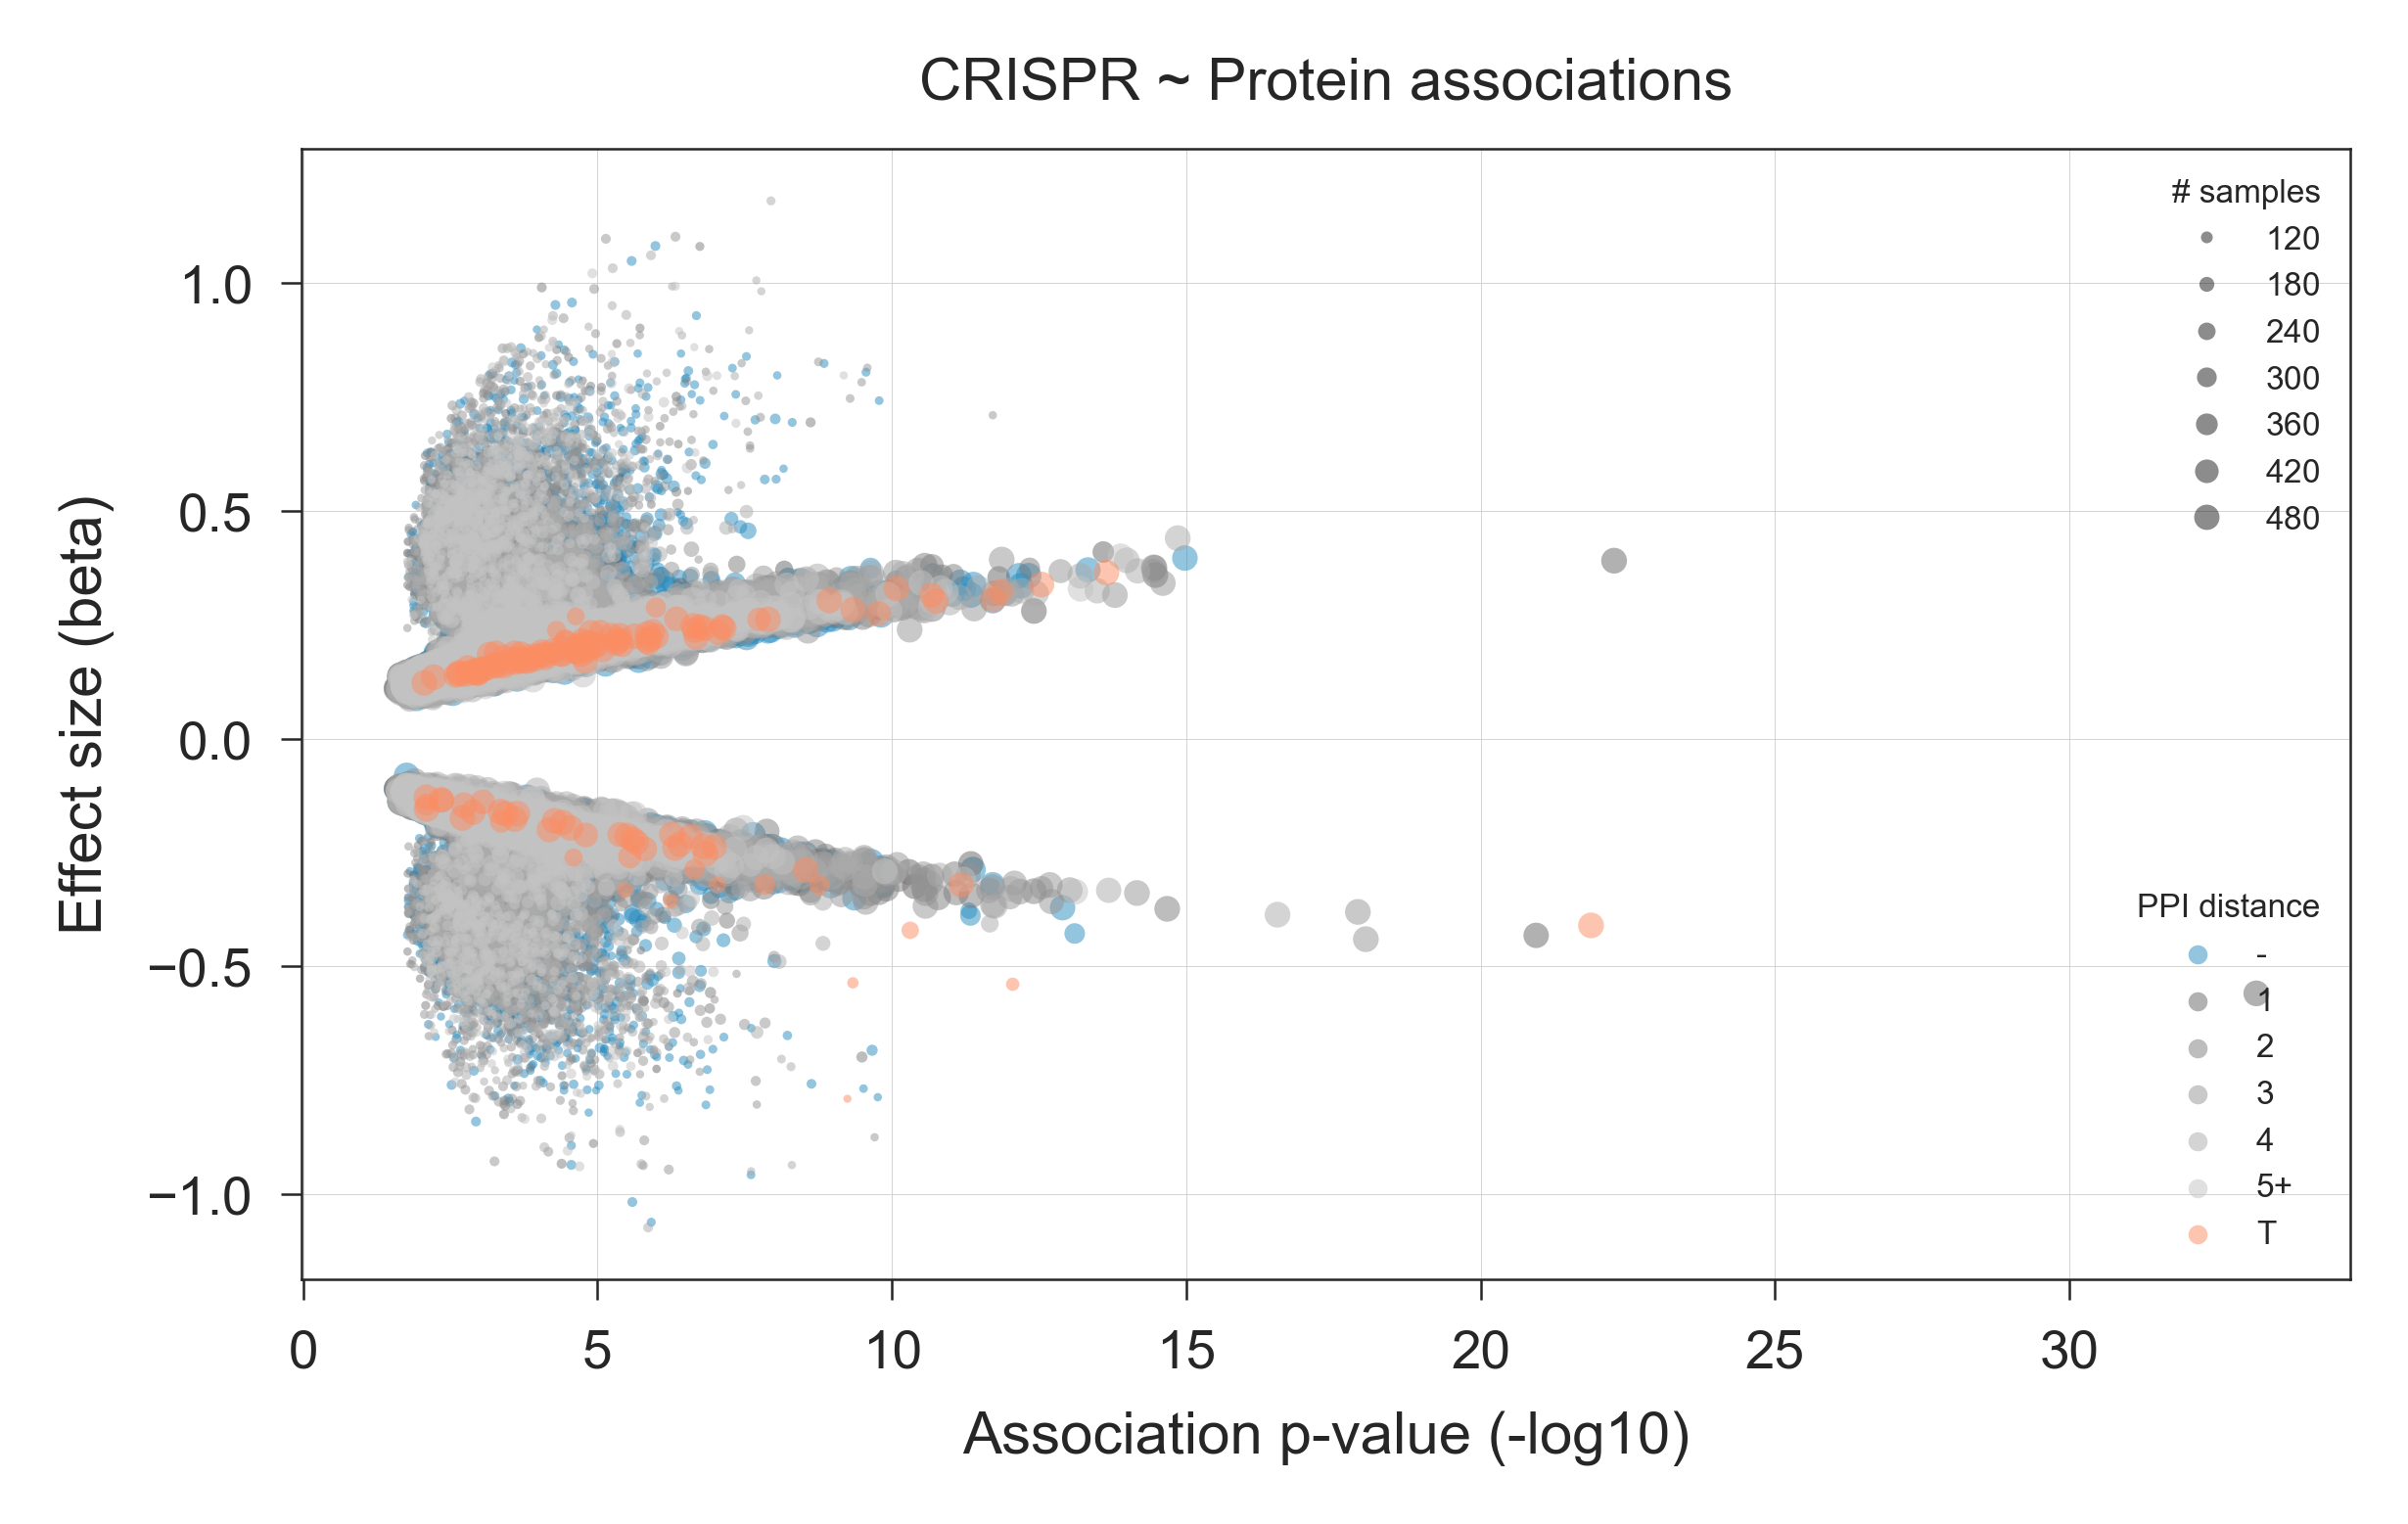 CRISPR ~ Protein associations
# samples
120
180
240
300
360
420
480
PPI distance
-
1
2
3
4
5+
T
Effect size (beta)
1.0
0.5
0.0
−0.5
−1.0
0 5 10 15 20 25 30
Association p-value (-log10)